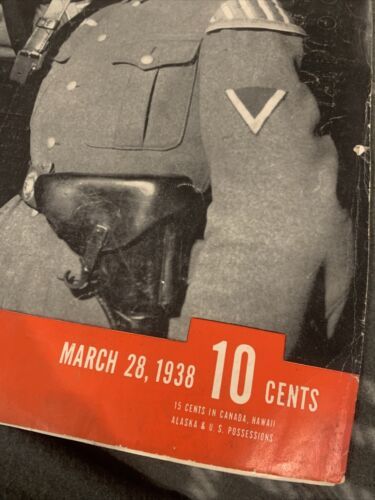 MARCH 28, 1938 10 CENTS
15 CENTS IN CANADA, HAWAII
ALASKA & U. S. POSSESSIONS